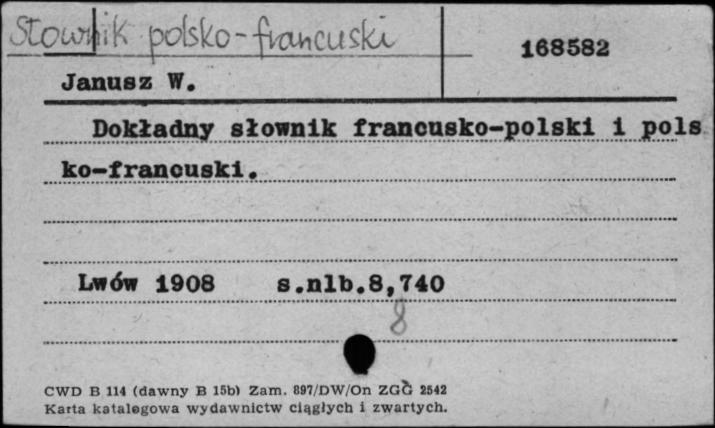 Słownik polsko-francuski
168582
Janusz W.
Dokładny słownik francusko-polski i pols
ko-francuski.
Lwów 1908 s.nlb.8,740
8
CWD B 114 (dawny B 15b) Zam. 897/DW/On ZGG 2542
Karta katalogowa wydawnictw ciągłych i zwartych.